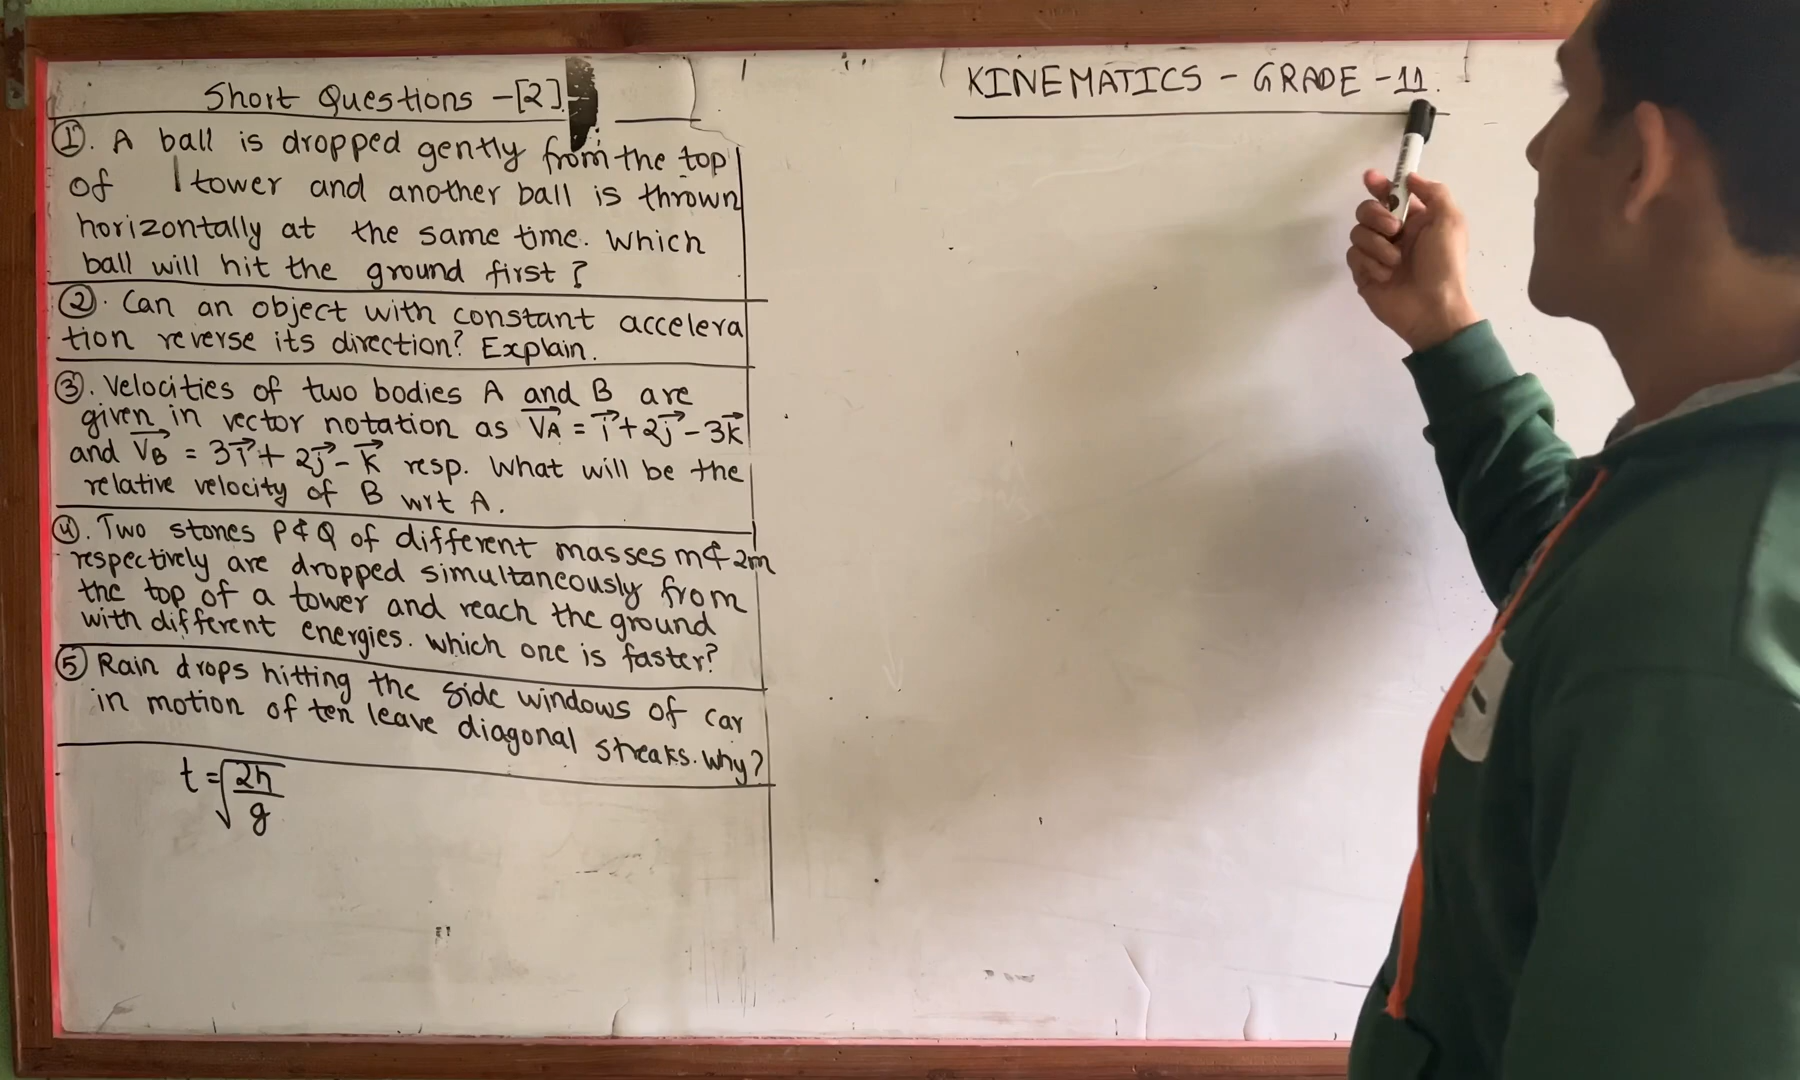 Short Questions -[2].
①. A ball is dropped gently from the top
of tower and another ball is thrown
horizontally at the same time. Which
ball will hit the ground first?
②. Can an object with constant accelera
tion reverse its direction? Explain.
③. Velocities of two bodies A and B are
given in vector notation as V⃗A = i⃗+2j⃗-3k⃗
and V⃗B = 3i⃗+2j⃗-k⃗ resp. What will be the
relative velocity of B wrt A.
④. Two stones P & Q of different masses m & 2m
respectively are dropped simultaneously from
the top of a tower and reach the ground
with different energies. Which one is faster?
⑤ Rain drops hitting the side windows of car
in motion of ten leave diagonal streaks. Why?
t = √(2h/g)
KINEMATICS - GRADE -11.